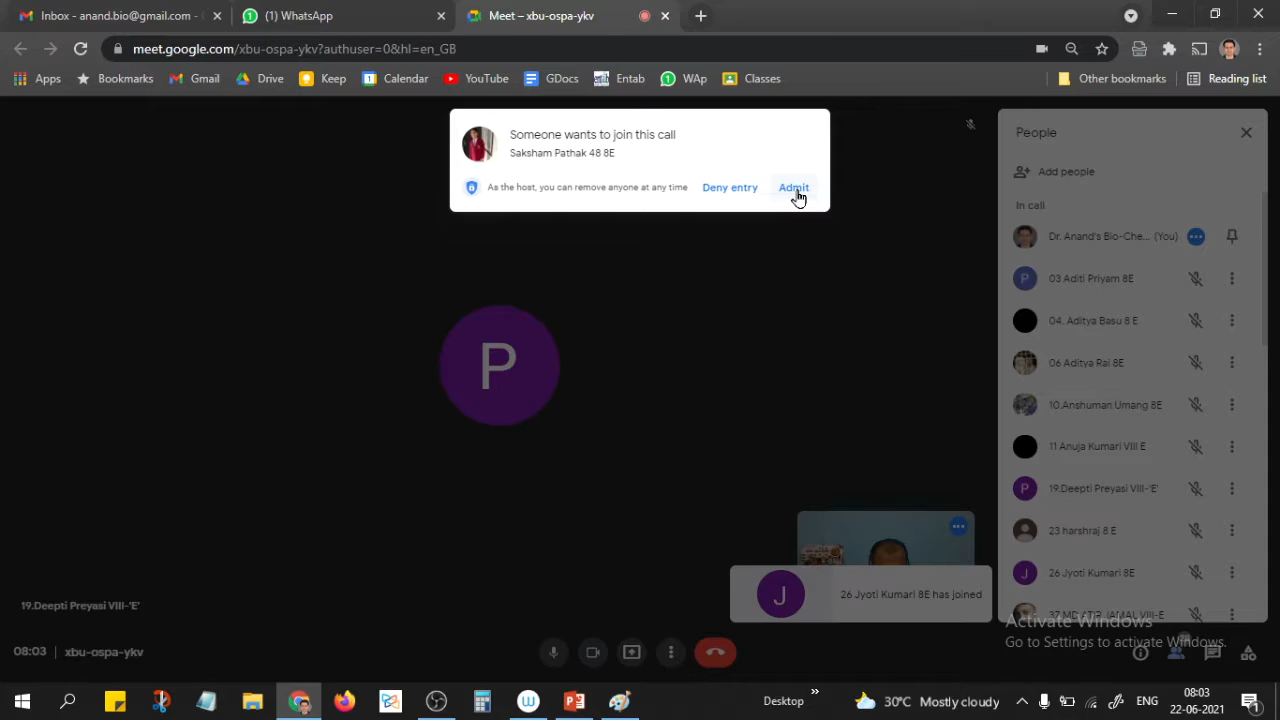 Inbox - anand.bio@gmail.com -
(1) WhatsApp
Meet – xbu-ospa-ykv
meet.google.com/xbu-ospa-ykv?authuser=0&hl=en_GB
Apps
Bookmarks
Gmail
Drive
Keep
Calendar
YouTube
GDocs
Entab
WAp
Classes
Other bookmarks
Reading list
Someone wants to join this call
Saksham Pathak 48 8E
As the host, you can remove anyone at any time
Deny entry
Admit
People
Add people
In call
Dr. Anand's Bio-Che... (You)
03 Aditi Priyam 8E
04. Aditya Basu 8 E
06 Aditya Rai 8E
10.Anshuman Umang 8E
11 Anuja Kumari VIII E
19.Deepti Preyasi VIII-'E'
23 harshraj 8 E
26 Jyoti Kumari 8E
37 MD ATIF JAMAL VIII-E
P
J
26 Jyoti Kumari 8E has joined
19.Deepti Preyasi VIII-'E'
Activate Windows
Go to Settings to activate Windows.
08:03 | xbu-ospa-ykv
Desktop
30°C Mostly cloudy
ENG
08:03
22-06-2021